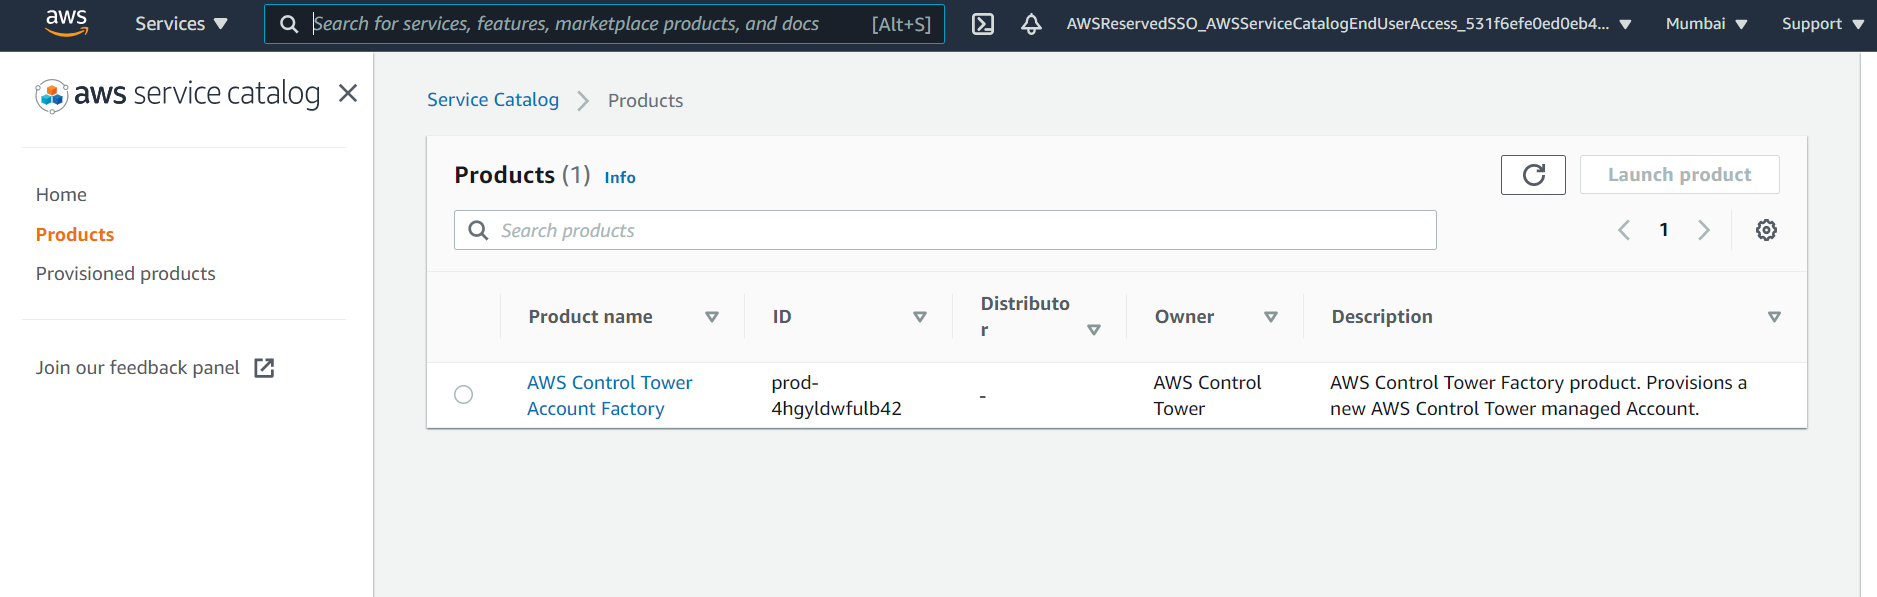 aws Services Search for services, features, marketplace products, and docs [Alt+S] AWSReservedSSO_AWSServiceCatalogEndUserAccess_531f6efe0ed0eb4... Mumbai Support
aws service catalog
Home
Products
Provisioned products
Join our feedback panel
Service Catalog Products
Products (1) Info
Launch product
Search products
1
Product name ID Distributo
r Owner Description
AWS Control Tower
Account Factory
prod-
4hgyldwfulb42
-
AWS Control
Tower
AWS Control Tower Factory product. Provisions a
new AWS Control Tower managed Account.